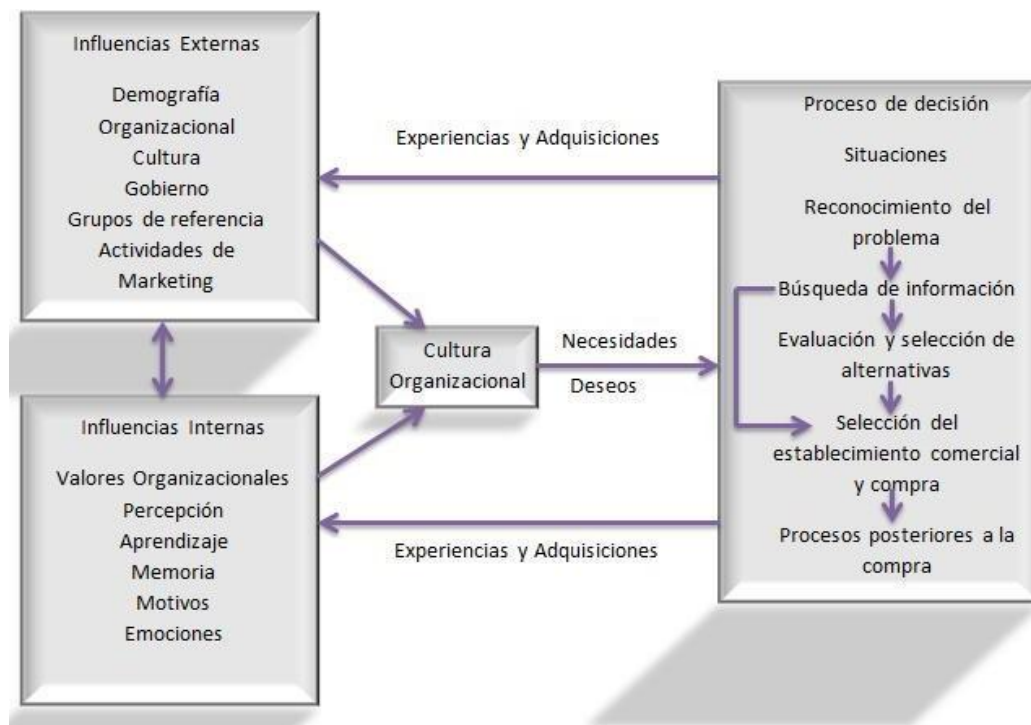 Influencias Externas
Demografía
Organizacional
Cultura
Gobierno
Grupos de referencia
Actividades de
Marketing
Influencias Internas
Valores Organizacionales
Percepción
Aprendizaje
Memoria
Motivos
Emociones
Experiencias y Adquisiciones
Cultura
Organizacional
Necesidades
Deseos
Experiencias y Adquisiciones
Proceso de decisión
Situaciones
Reconocimiento del
problema
Búsqueda de información
Evaluación y selección de
alternativas
Selección del
establecimiento comercial
y compra
Procesos posteriores a la
compra